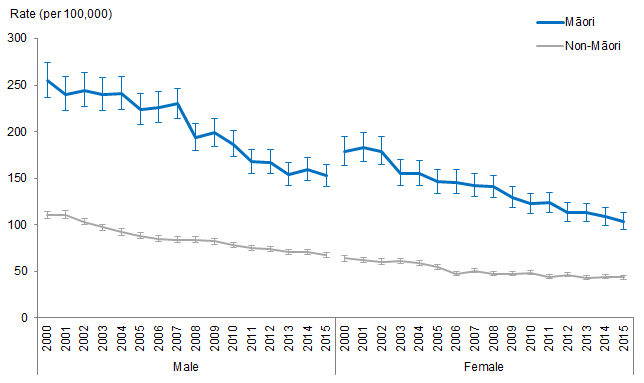 Rate (per 100,000)
Māori
Non-Māori
300
250
200
150
100
50
0
2000 2001 2002 2003 2004 2005 2006 2007 2008 2009 2010 2011 2012 2013 2014 2015 2000 2001 2002 2003 2004 2005 2006 2007 2008 2009 2010 2011 2012 2013 2014 2015
Male Female